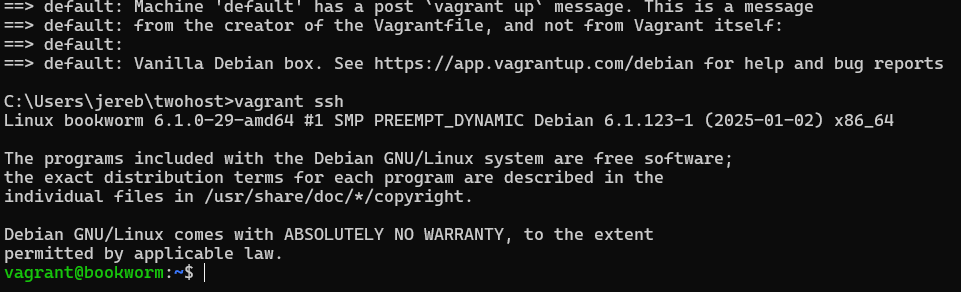 ==> default: Machine 'default' has a post `vagrant up` message. This is a message
==> default: from the creator of the Vagrantfile, and not from Vagrant itself:
==> default:
==> default: Vanilla Debian box. See https://app.vagrantup.com/debian for help and bug reports
C:\Users\jereb\twohost>vagrant ssh
Linux bookworm 6.1.0-29-amd64 #1 SMP PREEMPT_DYNAMIC Debian 6.1.123-1 (2025-01-02) x86_64
The programs included with the Debian GNU/Linux system are free software;
the exact distribution terms for each program are described in the
individual files in /usr/share/doc/*/copyright.
Debian GNU/Linux comes with ABSOLUTELY NO WARRANTY, to the extent
permitted by applicable law.
vagrant@bookworm:~$